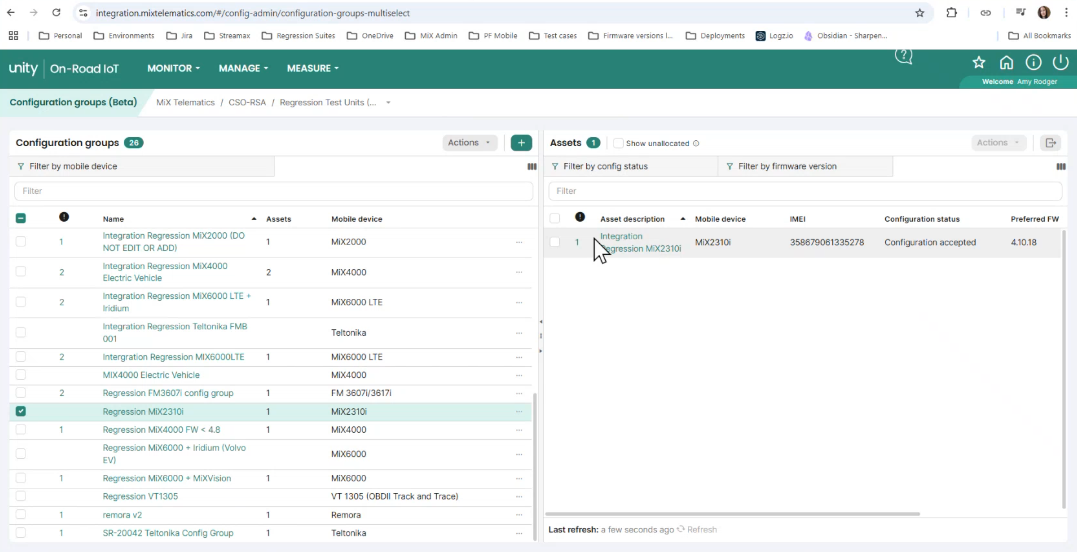 integration.mixtelematics.com/#/config-admin/configuration-groups-multiselect
Personal Environments Jira Streamax Regression Suites OneDrive MiX Admin PF Mobile Test cases Firmware versions I... Deployments Logz.io Obsidian - Sharpen... All Bookmarks
unity On-Road IoT MONITOR MANAGE MEASURE
Welcome Amy Rodger
Configuration groups (Beta) MiX Telematics / CSO-RSA / Regression Test Units (...
Configuration groups 26 Actions +
Filter by mobile device
Filter
Name Assets Mobile device
1 Integration Regression MiX2000 (DO NOT EDIT OR ADD) 1 MiX2000 ...
2 Integration Regression MiX4000 Electric Vehicle 2 MiX4000 ...
2 Integration Regression MiX6000 LTE + Iridium 1 MiX6000 LTE ...
Integration Regression Teltonika FMB 001 Teltonika ...
2 Intergration Regression MIX6000LTE 1 MiX6000 LTE ...
MIX4000 Electric Vehicle MiX4000 ...
2 Regression FM3607i config group 1 FM 3607i/3617i ...
Regression MiX2310i 1 MiX2310i ...
1 Regression MiX4000 FW < 4.8 1 MiX4000 ...
Regression MiX6000 + Iridium (Volvo EV) MiX6000 ...
1 Regression MiX6000 + MiXVision 1 MiX6000 ...
Regression VT1305 VT 1305 (OBDII Track and Trace) ...
1 remora v2 1 Remora ...
1 SR-20042 Teltonika Config Group 1 Teltonika ...
Assets 1 Show unallocated Actions
Filter by config status Filter by firmware version
Filter
Asset description Mobile device IMEI Configuration status Preferred FW
1 Integration Regression MiX2310i MiX2310i 358679061335278 Configuration accepted 4.10.18
Last refresh: a few seconds ago Refresh